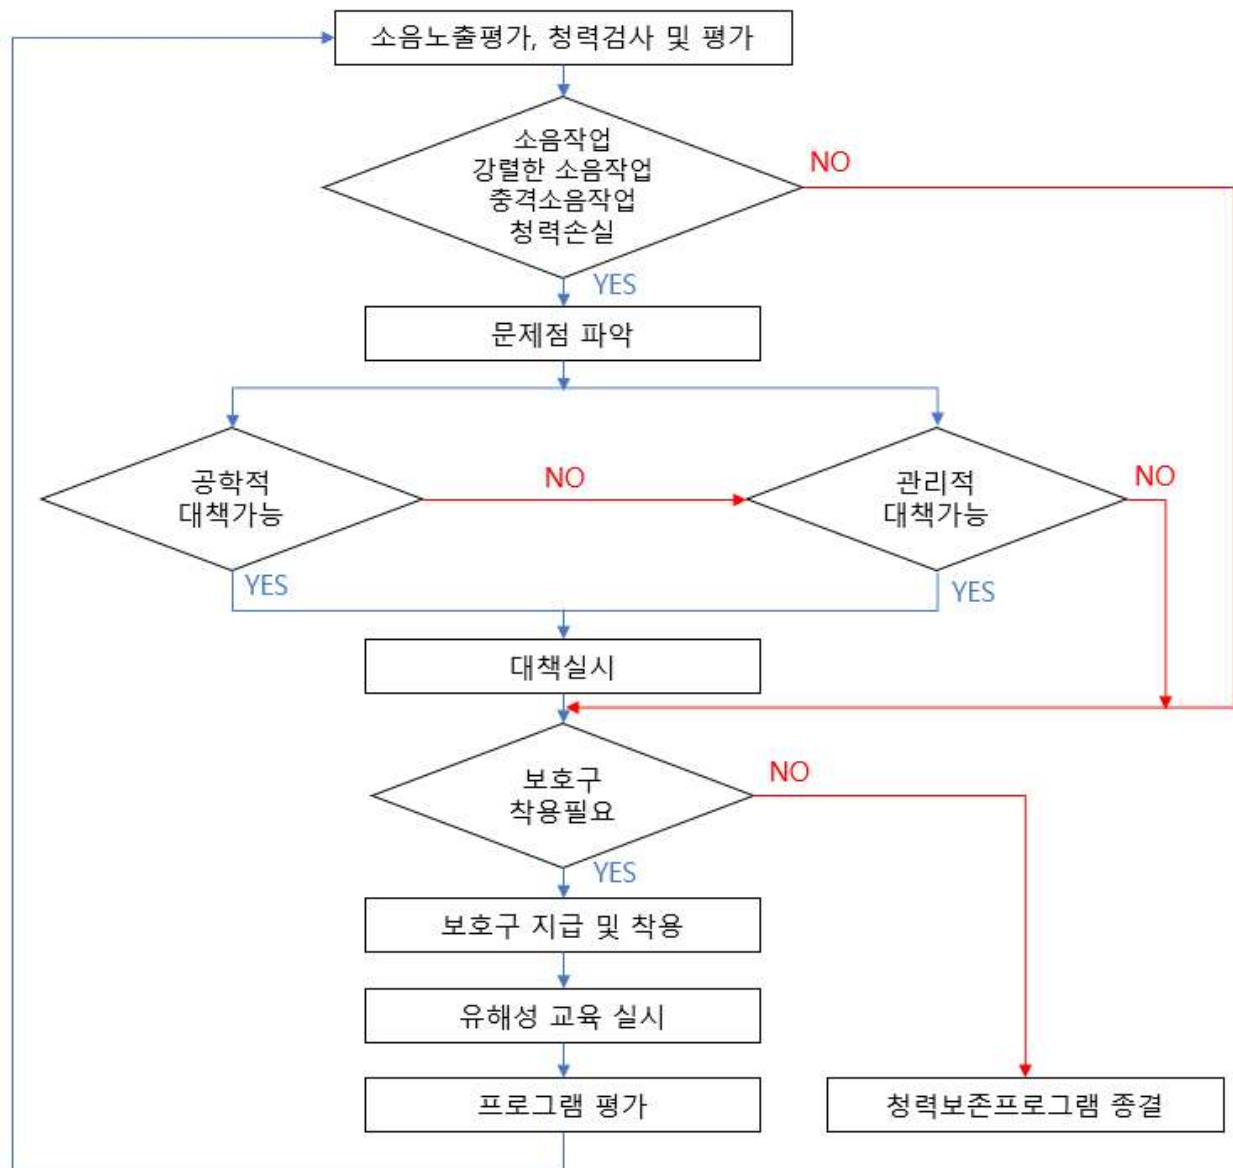 소음노출평가, 청력검사 및 평가
소음작업
강렬한 소음작업
충격소음작업
청력손실
NO
YES
문제점 파악
공학적
대책가능
NO
관리적
대책가능
NO
YES
YES
대책실시
보호구
착용필요
NO
YES
보호구 지급 및 착용
유해성 교육 실시
프로그램 평가
청력보존프로그램 종결